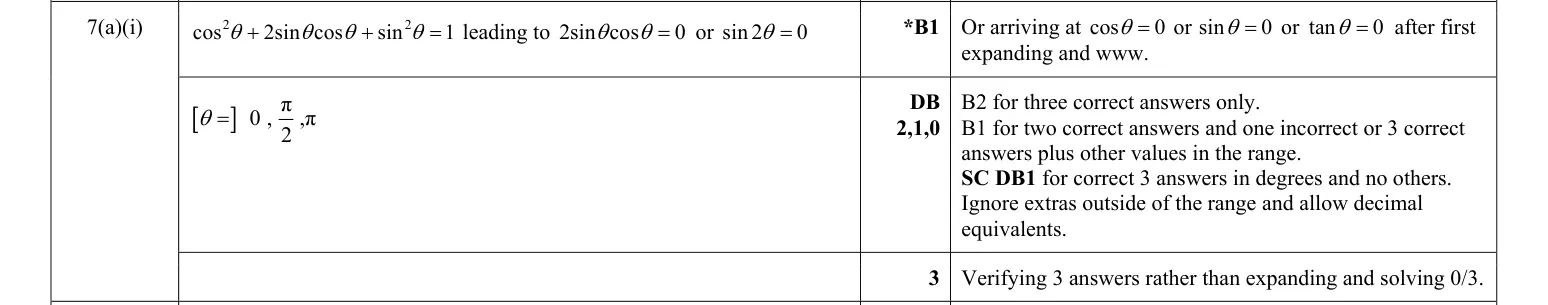 7(a)(i)
cos²θ + 2sinθcosθ + sin²θ = 1 leading to 2sinθcosθ = 0 or sin 2θ = 0
*B1
Or arriving at cosθ = 0 or sinθ = 0 or tanθ = 0 after first
expanding and www.
[θ =] 0 , π/2 ,π
DB
2,1,0
B2 for three correct answers only.
B1 for two correct answers and one incorrect or 3 correct
answers plus other values in the range.
SC DB1 for correct 3 answers in degrees and no others.
Ignore extras outside of the range and allow decimal
equivalents.
3
Verifying 3 answers rather than expanding and solving 0/3.